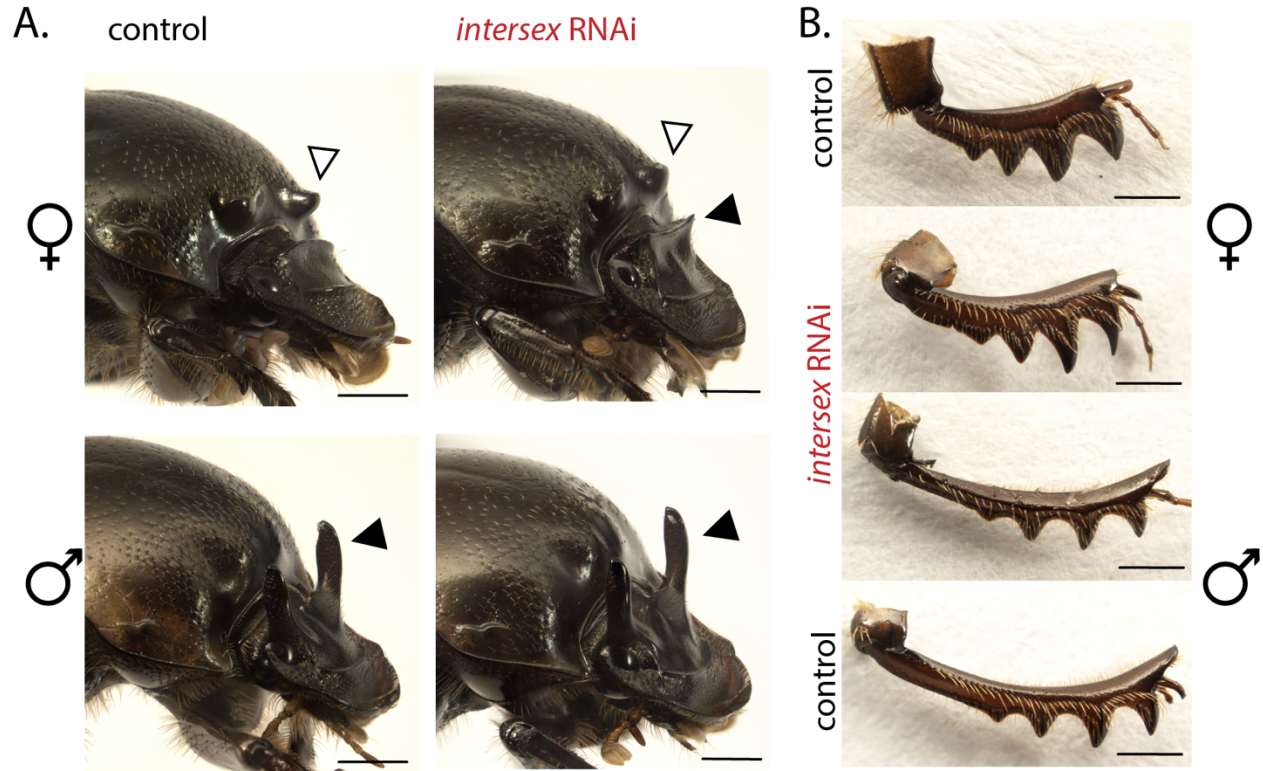 A.
control
intersex RNAi
B.
control
intersex RNAi
control
♀
♂
♀
♂